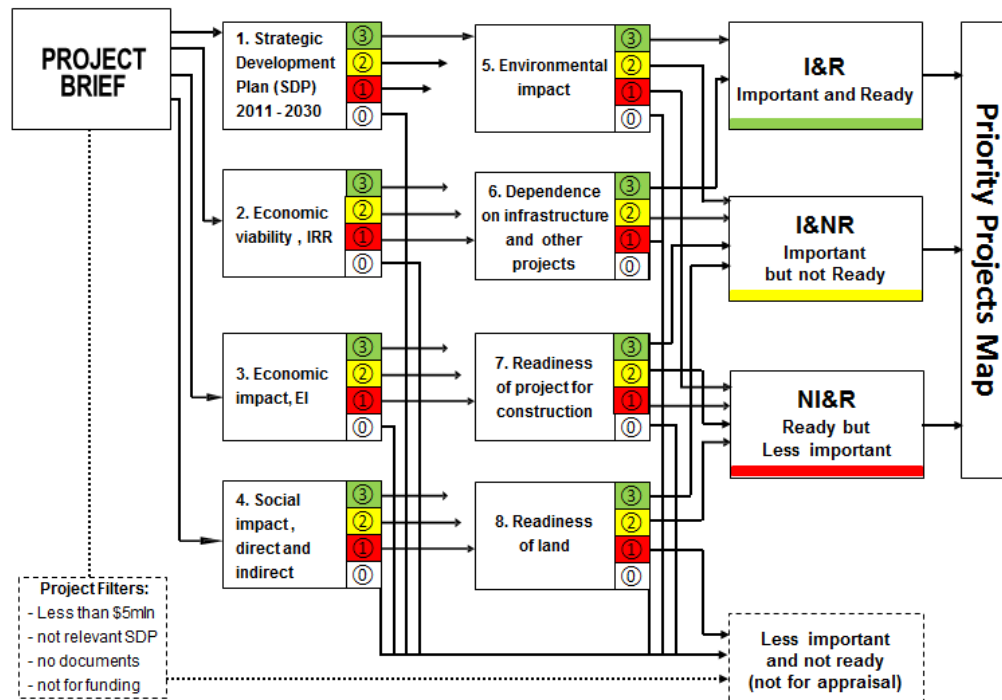 PROJECT
BRIEF
1. Strategic
Development
Plan (SDP)
2011 - 2030
3
2
1
0
2. Economic
viability , IRR
3
2
1
0
3. Economic
impact, EI
3
2
1
0
4. Social
impact ,
direct and
indirect
3
2
1
0
5. Environmental
impact
3
2
1
0
6. Dependence
on infrastructure
and other
projects
3
2
1
0
7. Readiness
of project for
construction
3
2
1
0
8. Readiness
of land
3
2
1
0
I&R
Important and Ready
I&NR
Important
but not Ready
NI&R
Ready but
Less important
Priority Projects Map
Project Filters:
- Less than $5mln
- not relevant SDP
- no documents
- not for funding
Less important
and not ready
(not for appraisal)